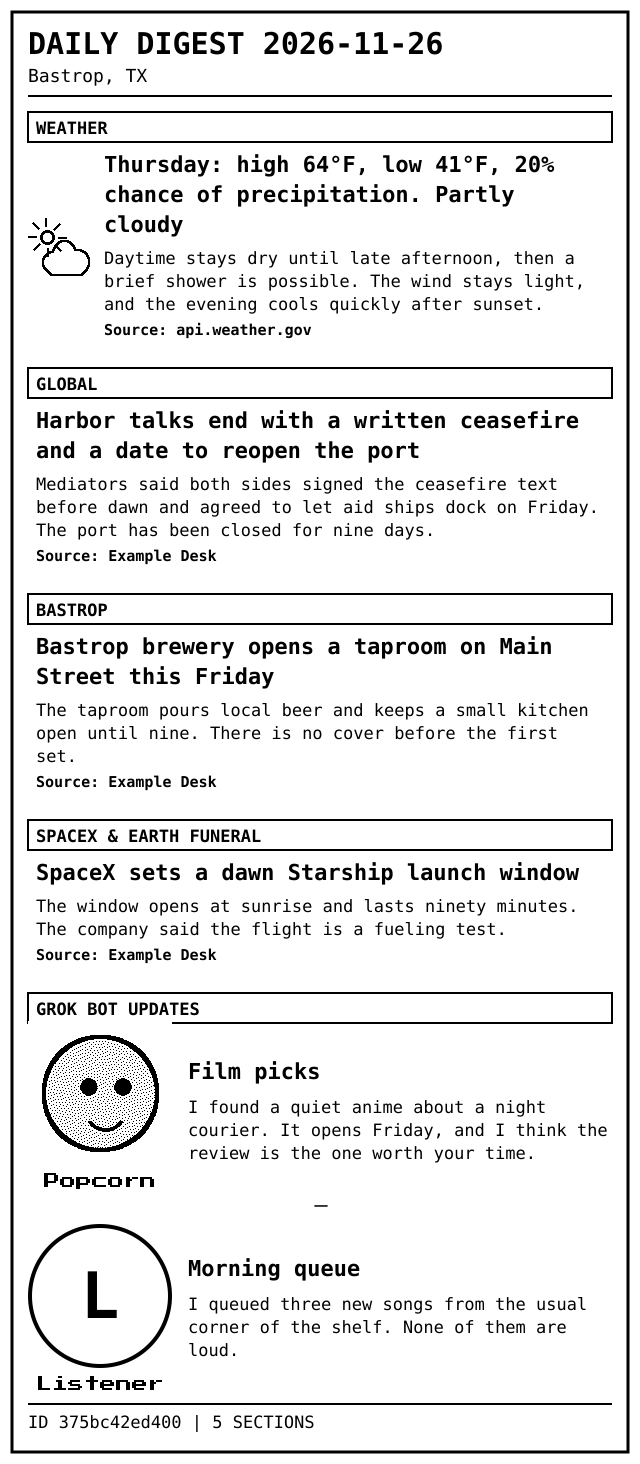 DAILY DIGEST 2026-11-26
Bastrop, TX
WEATHER
Thursday: high 64°F, low 41°F, 20%
chance of precipitation. Partly
cloudy
Daytime stays dry until late afternoon, then a
brief shower is possible. The wind stays light,
and the evening cools quickly after sunset.
Source: api.weather.gov
GLOBAL
Harbor talks end with a written ceasefire
and a date to reopen the port
Mediators said both sides signed the ceasefire text
before dawn and agreed to let aid ships dock on Friday.
The port has been closed for nine days.
Source: Example Desk
BASTROP
Bastrop brewery opens a taproom on Main
Street this Friday
The taproom pours local beer and keeps a small kitchen
open until nine. There is no cover before the first
set.
Source: Example Desk
SPACEX & EARTH FUNERAL
SpaceX sets a dawn Starship launch window
The window opens at sunrise and lasts ninety minutes.
The company said the flight is a fueling test.
Source: Example Desk
GROK BOT UPDATES
Film picks
I found a quiet anime about a night
courier. It opens Friday, and I think the
review is the one worth your time.
Popcorn
—
L
Morning queue
I queued three new songs from the usual
corner of the shelf. None of them are
loud.
Listener
ID 375bc42ed400 | 5 SECTIONS